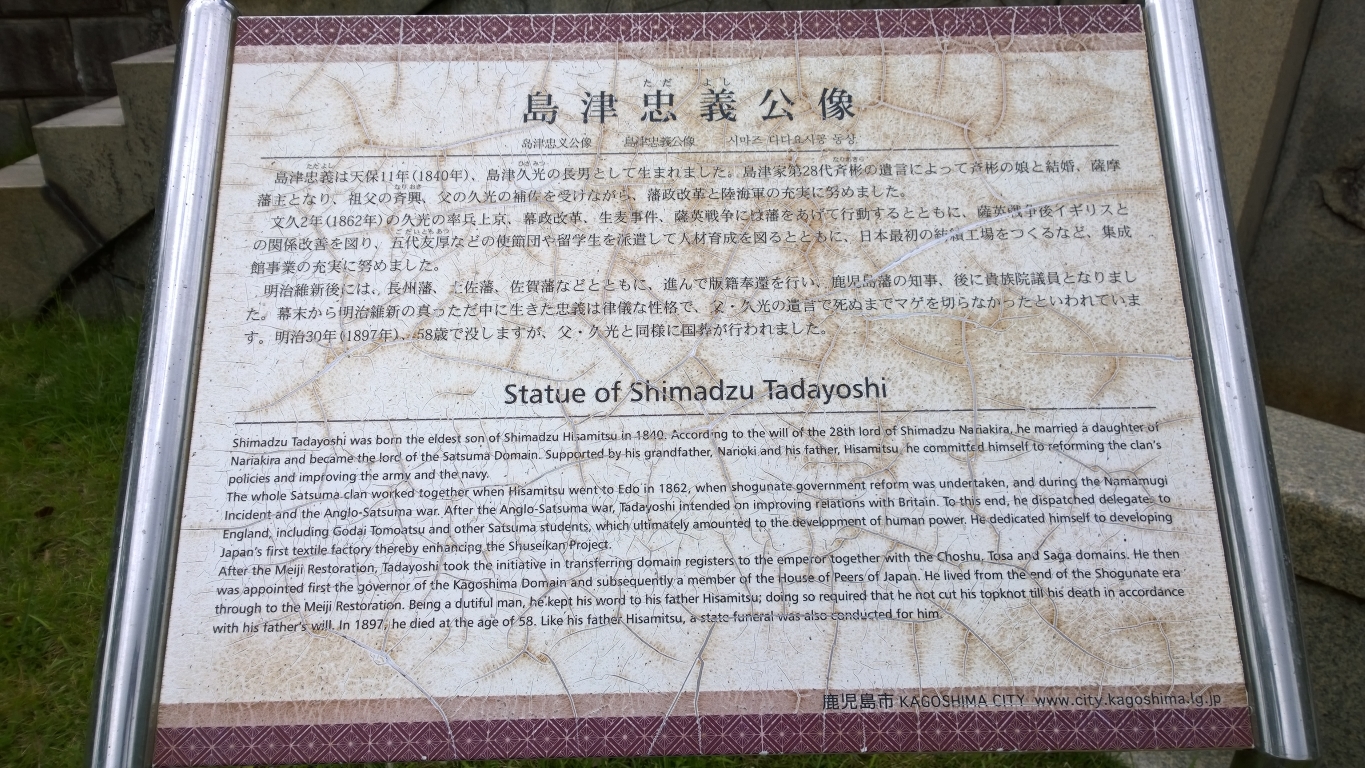 ただ よし
島津忠義公像
島津忠义公像 島津忠義公像 시마즈 다다요시공 동상
島津忠義は天保11年(1840年)、島津久光の長男として生まれました。島津家第28代斉彬の遺言によって斉彬の娘と結婚、薩摩
藩主となり、祖父の斉興、父の久光の補佐を受けながら、藩政改革と陸海軍の充実に努めました。
文久2年(1862年)の久光の率兵上京、幕政改革、生麦事件、薩英戦争には藩をあげて行動するとともに、薩英戦争後イギリスと
の関係改善を図り、五代友厚などの使節団や留学生を派遣して人材育成を図るとともに、日本最初の紡績工場をつくるなど、集成
館事業の充実に努めました。
明治維新後には、長州藩、土佐藩、佐賀藩などとともに、進んで版籍奉還を行い、鹿児島藩の知事、後に貴族院議員となりまし
た。幕末から明治維新の真っただ中に生きた忠義は律儀な性格で、父・久光の遺言で死ぬまでマゲを切らなかったといわれていま
す。明治30年(1897年)、58歳で没しますが、父・久光と同様に国葬が行われました。
Statue of Shimadzu Tadayoshi
Shimadzu Tadayoshi was born the eldest son of Shimadzu Hisamitsu in 1840. According to the will of the 28th lord of Shimadzu Nariakira, he married a daughter of
Nariakira and became the lord of the Satsuma Domain. Supported by his grandfather, Narioki and his father, Hisamitsu, he committed himself to reforming the clan's
policies and improving the army and the navy.
The whole Satsuma clan worked together when Hisamitsu went to Edo in 1862, when shogunate government reform was undertaken, and during the Namamugi
Incident and the Anglo-Satsuma war. After the Anglo-Satsuma war, Tadayoshi intended on improving relations with Britain. To this end, he dispatched delegates to
England, including Godai Tomoatsu and other Satsuma students, which ultimately amounted to the development of human power. He dedicated himself to developing
Japan's first textile factory thereby enhancing the Shuseikan Project.
After the Meiji Restoration, Tadayoshi took the initiative in transferring domain registers to the emperor together with the Choshu, Tosa and Saga domains. He then
was appointed first the governor of the Kagoshima Domain and subsequently a member of the House of Peers of Japan. He lived from the end of the Shogunate era
through to the Meiji Restoration. Being a dutiful man, he kept his word to his father Hisamitsu; doing so required that he not cut his topknot till his death in accordance
with his father's will. In 1897, he died at the age of 58. Like his father Hisamitsu, a state funeral was also conducted for him.
鹿児島市 KAGOSHIMA CITY www.city.kagoshima.lg.jp